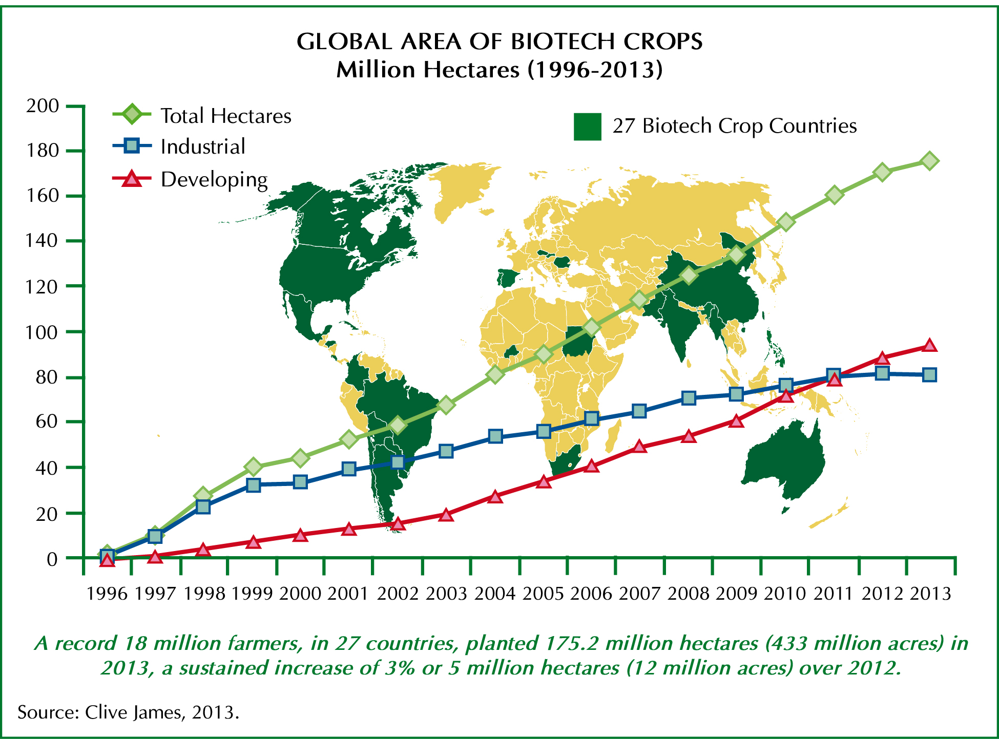 GLOBAL AREA OF BIOTECH CROPS
Million Hectares (1996-2013)
Total Hectares
Industrial
Developing
27 Biotech Crop Countries
200
180
160
140
120
100
80
60
40
20
0
1996 1997 1998 1999 2000 2001 2002 2003 2004 2005 2006 2007 2008 2009 2010 2011 2012 2013
A record 18 million farmers, in 27 countries, planted 175.2 million hectares (433 million acres) in
2013, a sustained increase of 3% or 5 million hectares (12 million acres) over 2012.
Source: Clive James, 2013.